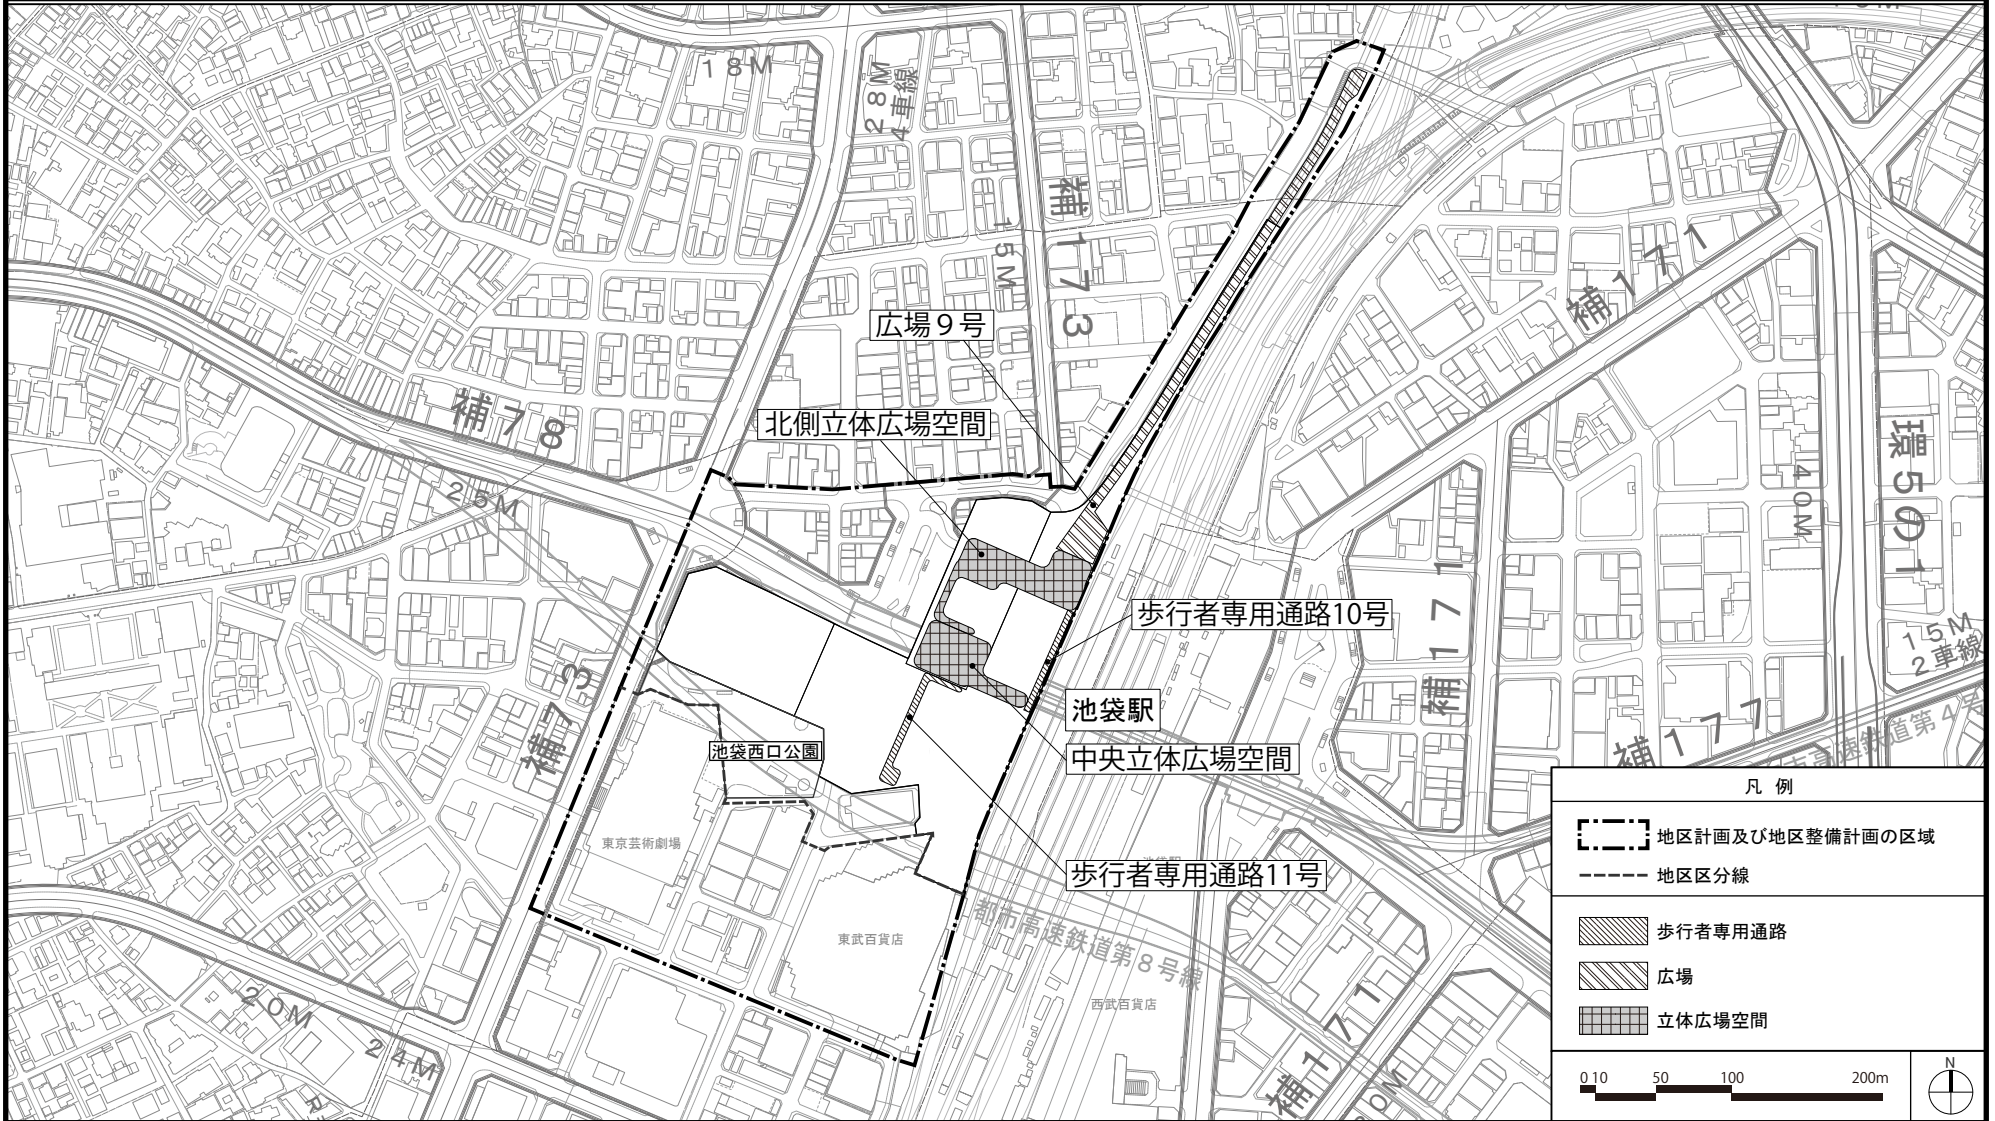 18M
28M
4車線
補173
15M
補171
広場9号
北側立体広場空間
補78
25M
環5の1
40M
歩行者専用通路10号
補171
15M
2車線
補73
池袋駅
池袋西口公園
中央立体広場空間
補177
都市高速鉄道第4号
東京芸術劇場
歩行者専用通路11号
東武百貨店
都市高速鉄道第8号線
西武百貨店
20M
24M
補171
凡 例
地区計画及び地区整備計画の区域
地区区分線
歩行者専用通路
広場
立体広場空間
0 10 50 100 200m
N